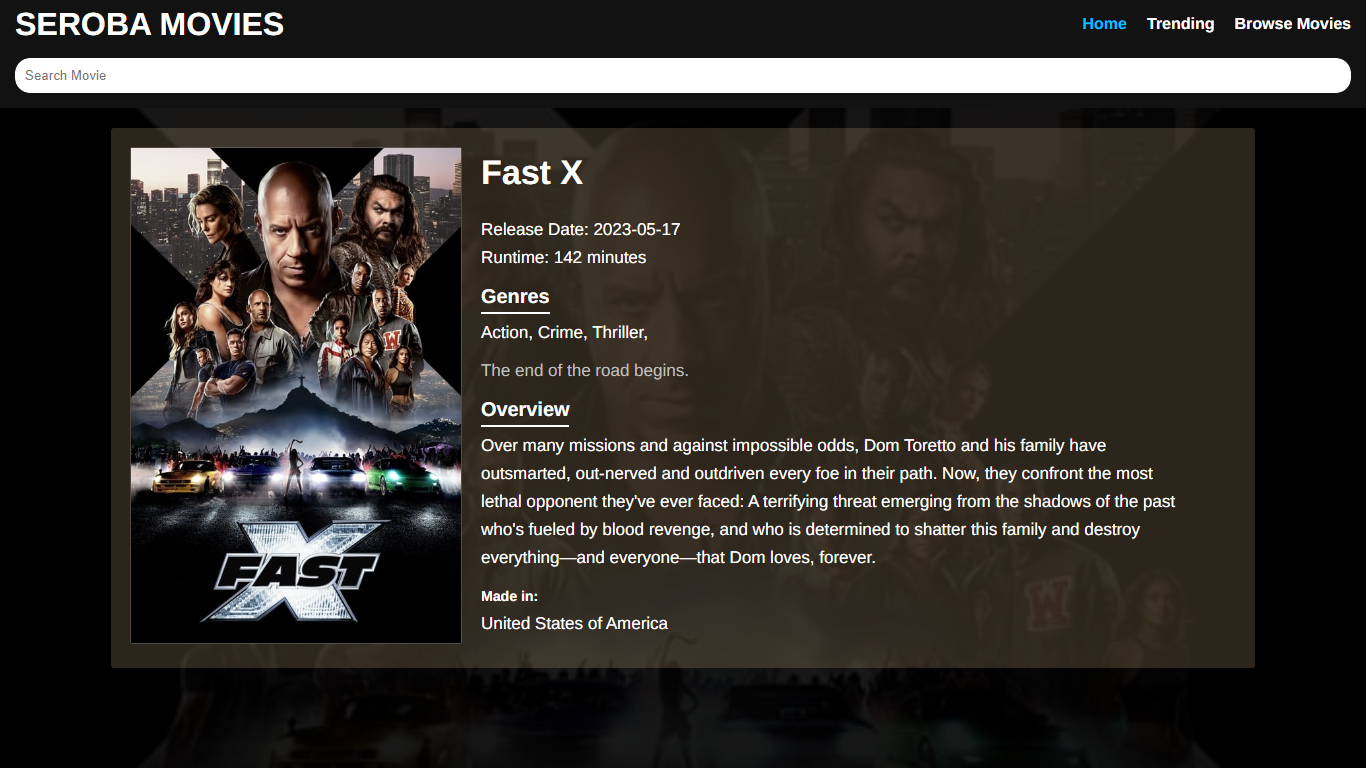 SEROBA MOVIES
Home Trending Browse Movies
Search Movie
Fast X
Release Date: 2023-05-17
Runtime: 142 minutes
Genres
Action, Crime, Thriller,
The end of the road begins.
Overview
Over many missions and against impossible odds, Dom Toretto and his family have
outsmarted, out-nerved and outdriven every foe in their path. Now, they confront the most
lethal opponent they've ever faced: A terrifying threat emerging from the shadows of the past
who's fueled by blood revenge, and who is determined to shatter this family and destroy
everything—and everyone—that Dom loves, forever.
Made in:
United States of America
W
FAST X
W